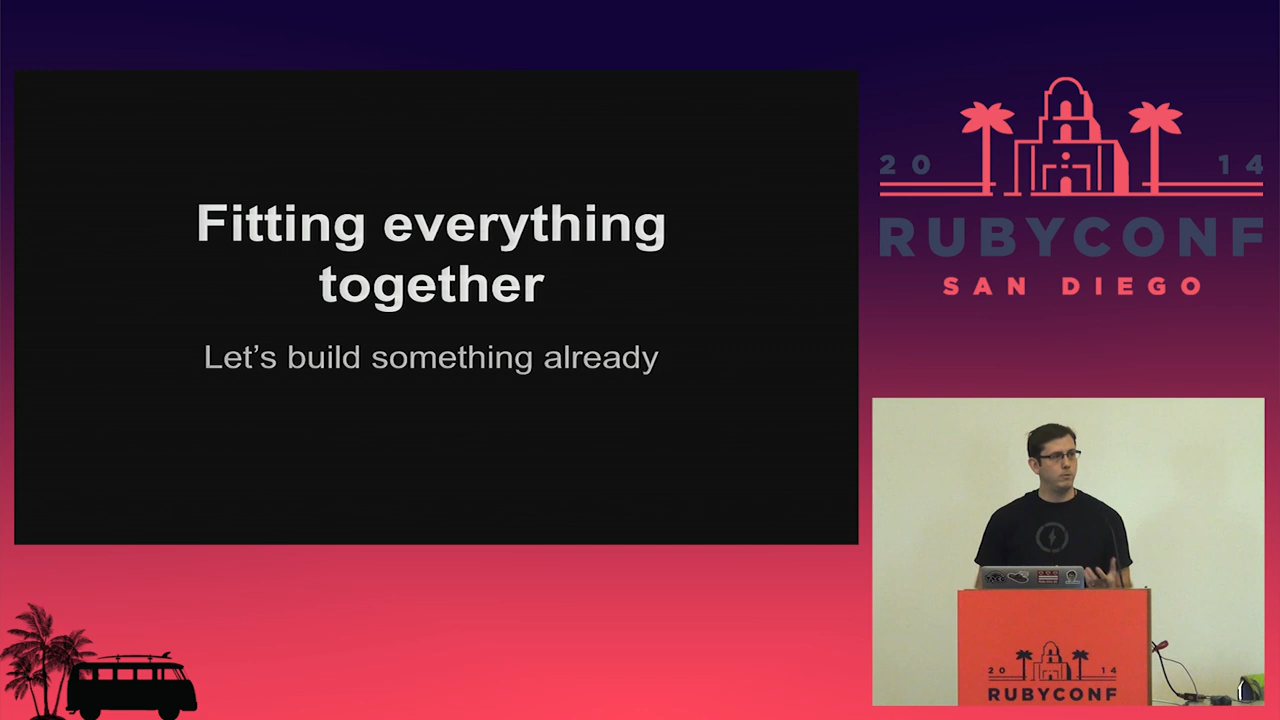 Fitting everything
together
Let's build something already
20 14
RUBYCONF
SAN DIEGO
20 14
RUBYCONF